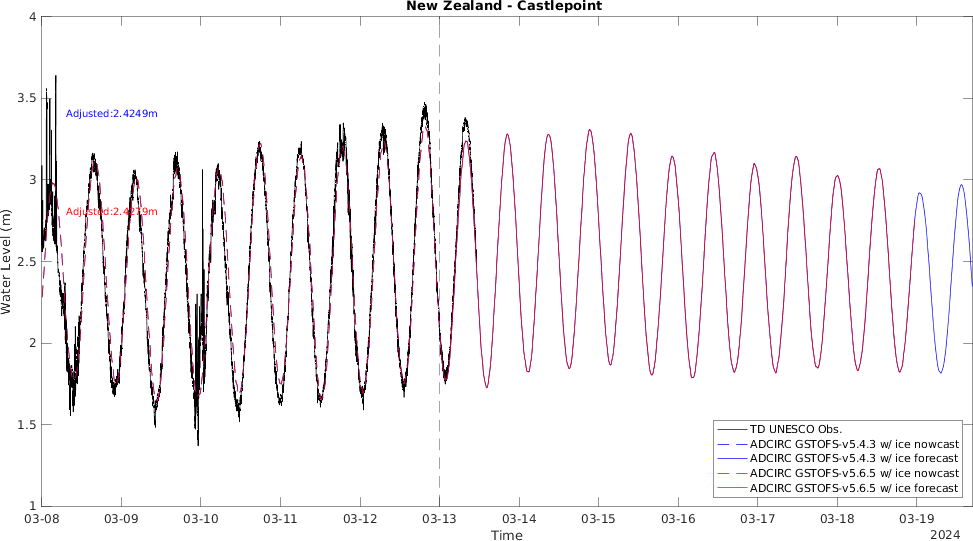 New Zealand - Castlepoint
4
3.5
3
2.5
2
1.5
1
Water Level (m)
Adjusted:2.4249m
Adjusted:2.4279m
TD UNESCO Obs.
ADCIRC GSTOFS-v5.4.3 w/ ice nowcast
ADCIRC GSTOFS-v5.4.3 w/ ice forecast
ADCIRC GSTOFS-v5.6.5 w/ ice nowcast
ADCIRC GSTOFS-v5.6.5 w/ ice forecast
03-08 03-09 03-10 03-11 03-12 03-13 03-14 03-15 03-16 03-17 03-18 03-19
2024
Time